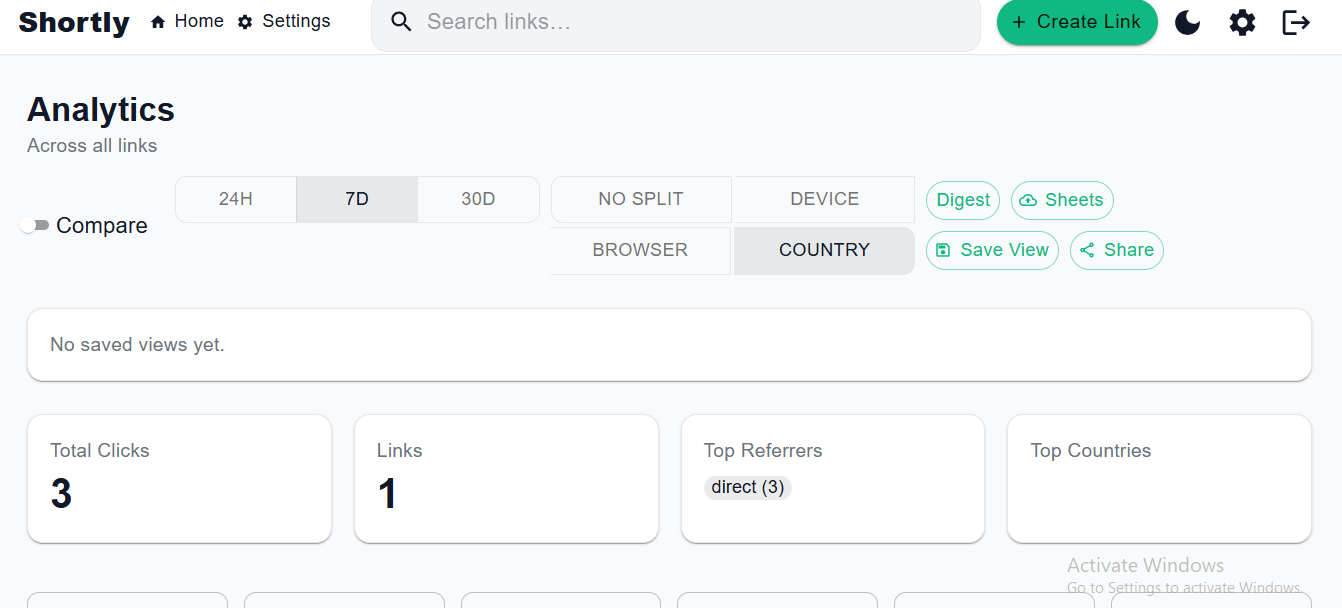 Shortly Home Settings Search links… + Create Link
Analytics
Across all links
Compare
24H 7D 30D
NO SPLIT DEVICE
BROWSER COUNTRY
Digest Sheets
Save View Share
No saved views yet.
Total Clicks
3
Links
1
Top Referrers
direct (3)
Top Countries
Activate Windows
Go to Settings to activate Windows.